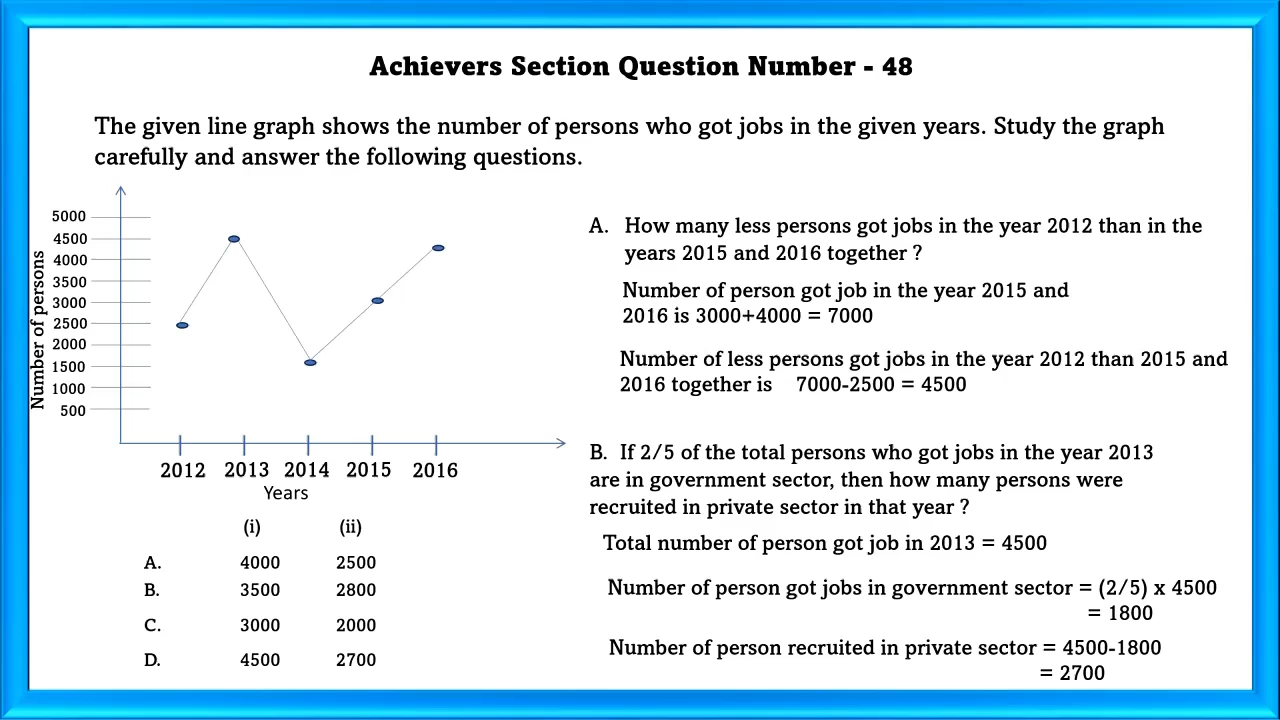 Achievers Section Question Number - 48
The given line graph shows the number of persons who got jobs in the given years. Study the graph
carefully and answer the following questions.
Number of persons
5000
4500
4000
3500
3000
2500
2000
1500
1000
500
2012 2013 2014 2015 2016
Years
(i) (ii)
A. 4000 2500
B. 3500 2800
C. 3000 2000
D. 4500 2700
A. How many less persons got jobs in the year 2012 than in the
years 2015 and 2016 together ?
Number of person got job in the year 2015 and
2016 is 3000+4000 = 7000
Number of less persons got jobs in the year 2012 than 2015 and
2016 together is 7000-2500 = 4500
B. If 2/5 of the total persons who got jobs in the year 2013
are in government sector, then how many persons were
recruited in private sector in that year ?
Total number of person got job in 2013 = 4500
Number of person got jobs in government sector = (2/5) x 4500
= 1800
Number of person recruited in private sector = 4500-1800
= 2700